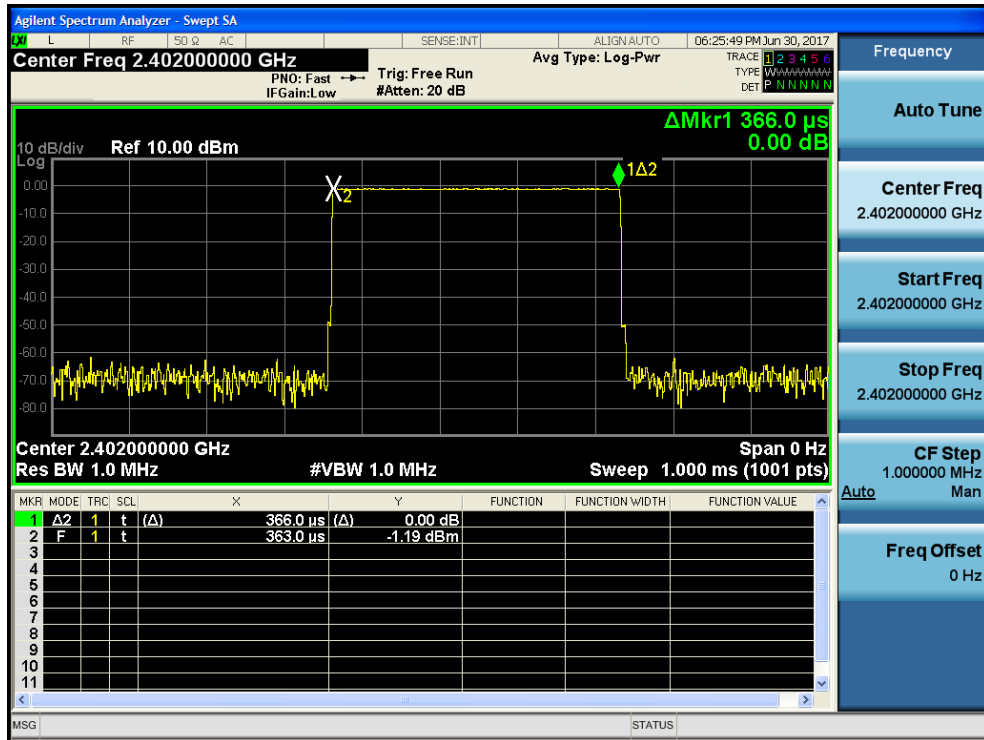 Agilent Spectrum Analyzer - Swept SA
LXI L RF 50 Ω AC SENSE:INT ALIGN AUTO 06:25:49 PM Jun 30, 2017
Center Freq 2.402000000 GHz Avg Type: Log-Pwr TRACE 1 2 3 4 5 6
PNO: Fast Trig: Free Run TYPE WWWWWW
IFGain:Low #Atten: 20 dB DET P N N N N N
ΔMkr1 366.0 µs
0.00 dB
10 dB/div Ref 10.00 dBm
Log
1Δ2
0.00
2
-10.0
-20.0
-30.0
-40.0
-50.0
-60.0
-70.0
-80.0
Center 2.402000000 GHz Span 0 Hz
Res BW 1.0 MHz #VBW 1.0 MHz Sweep 1.000 ms (1001 pts)
MKR MODE TRC SCL X Y FUNCTION FUNCTION WIDTH FUNCTION VALUE
1 Δ2 1 t (Δ) 366.0 µs (Δ) 0.00 dB
2 F 1 t 363.0 µs -1.19 dBm
3
4
5
6
7
8
9
10
11
MSG STATUS
Frequency
Auto Tune
Center Freq
2.402000000 GHz
Start Freq
2.402000000 GHz
Stop Freq
2.402000000 GHz
CF Step
1.000000 MHz
Auto Man
Freq Offset
0 Hz